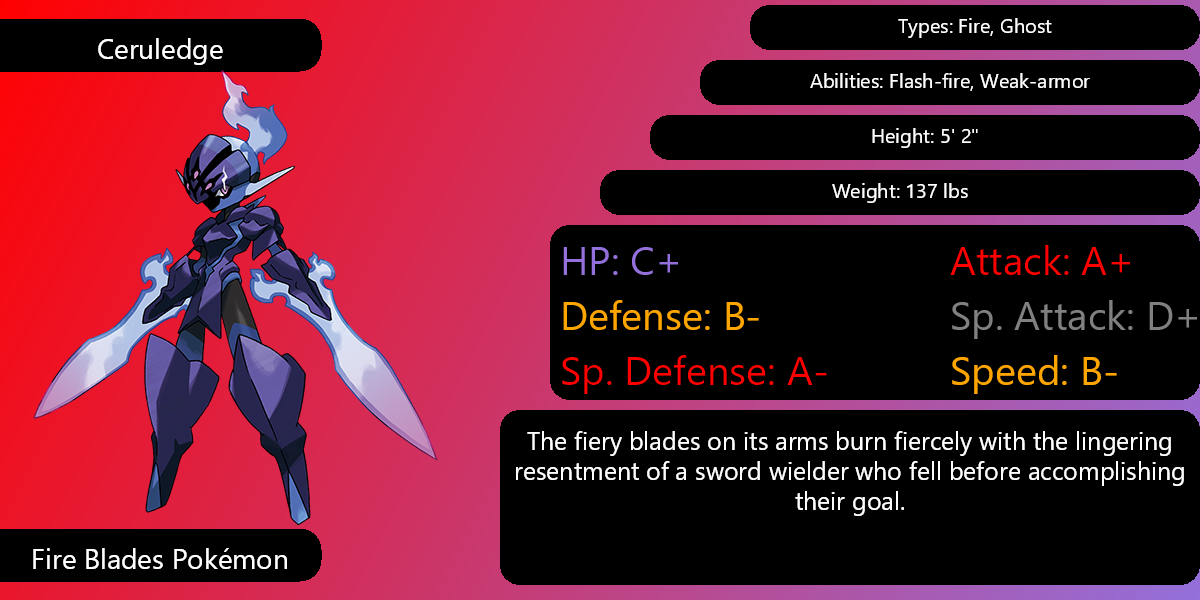 Ceruledge
Types: Fire, Ghost
Abilities: Flash-fire, Weak-armor
Height: 5' 2"
Weight: 137 lbs
HP: C+ Attack: A+
Defense: B- Sp. Attack: D+
Sp. Defense: A- Speed: B-
The fiery blades on its arms burn fiercely with the lingering
resentment of a sword wielder who fell before accomplishing
their goal.
Fire Blades Pokémon